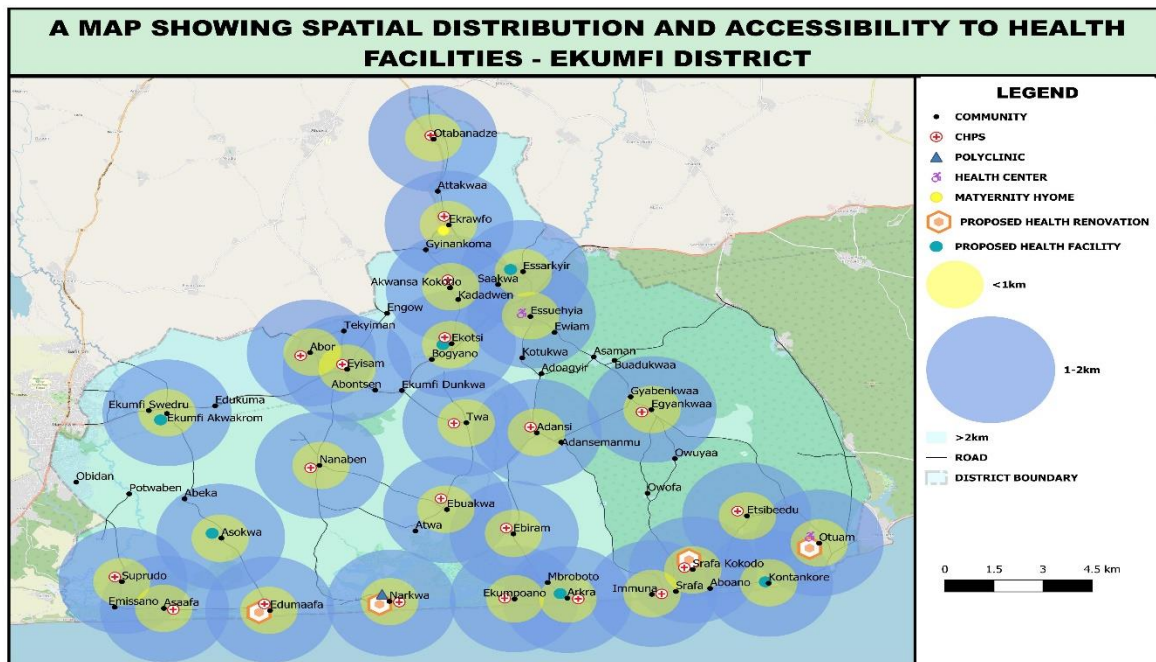 A MAP SHOWING SPATIAL DISTRIBUTION AND ACCESSIBILITY TO HEALTH
FACILITIES - EKUMFI DISTRICT
Otabanadze
Attakwaa
Ekrawfo
Gyinankoma
Essarkyir
Saakwa
Akwansa Kokodo
Kadadwen
Engow
Essuehyia
Tekyiman
Ewiam
Ekotsi
Abor
Bogyano
Kotukwa
Asaman
Eyisam
Buadukwaa
Adoagyir
Abontsen
Ekumfi Dunkwa
Gyabenkwaa
Edukuma
Ekumfi Swedru
Egyankwaa
Ekumfi Akwakrom
Twa
Adansi
Adansemanmu
Owuyaa
Nanaben
Obidan
Potwaben
Abeka
Owofa
Ebuakwa
Etsibeedu
Atwa
Ebiram
Asokwa
Otuam
Srafa Kokodo
Suprudo
Mbroboto
Kontankore
Aboano
Immuna
Srafa
Ekumpoano
Arkra
Narkwa
Emissano
Asaafa
Edumaafa
LEGEND
COMMUNITY
CHPS
POLYCLINIC
HEALTH CENTER
MATYERNITY HYOME
PROPOSED HEALTH RENOVATION
PROPOSED HEALTH FACILITY
<1km
1-2km
>2km
ROAD
DISTRICT BOUNDARY
0 1.5 3 4.5 km